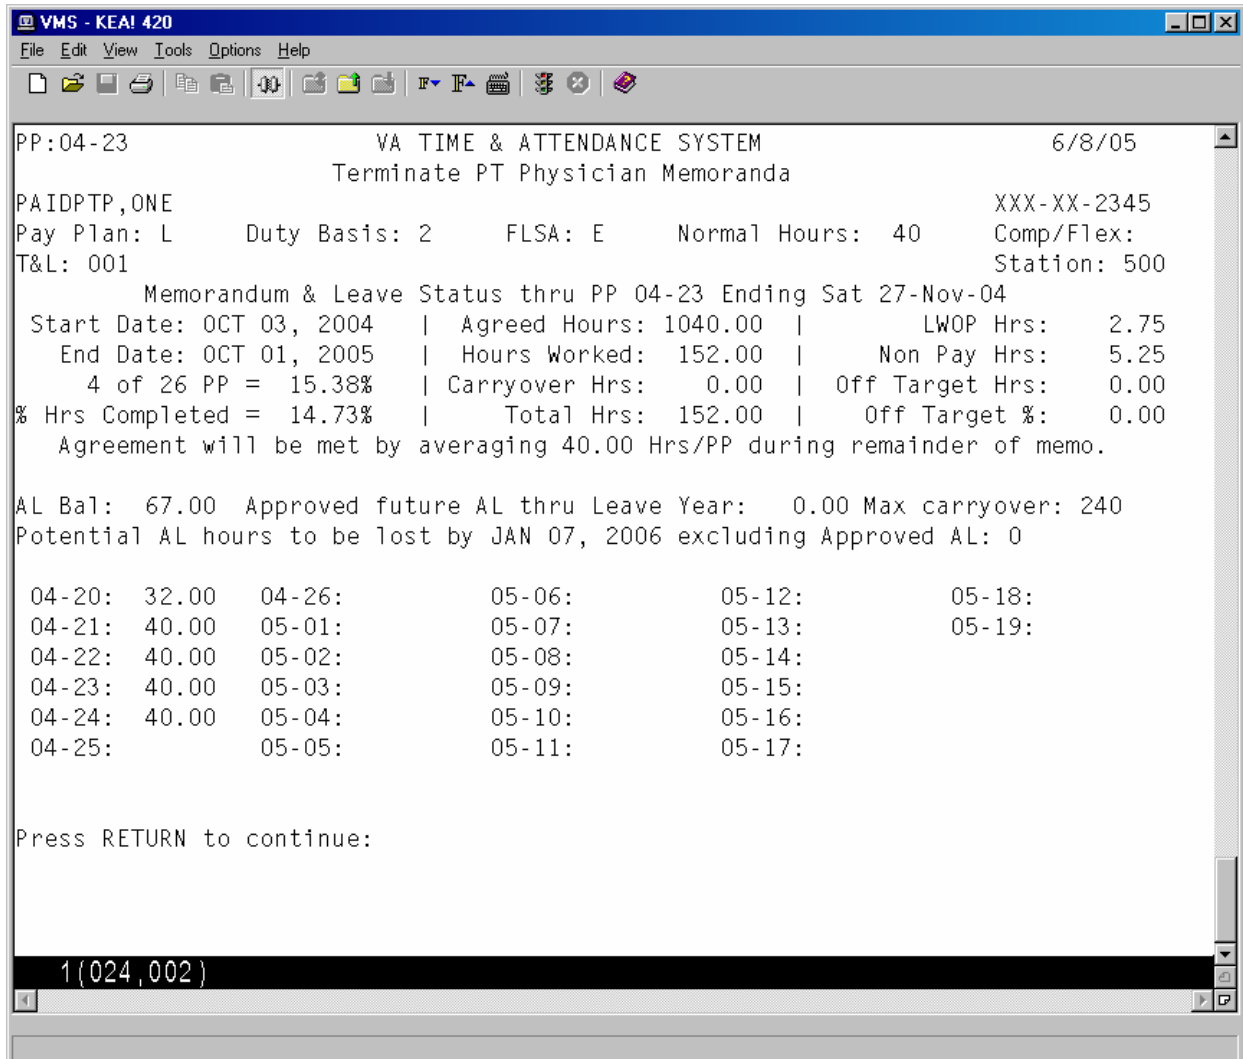 VMS - KEA! 420
File Edit View Tools Options Help
PP:04-23 VA TIME & ATTENDANCE SYSTEM 6/8/05
Terminate PT Physician Memoranda
PAIDPTP,ONE XXX-XX-2345
Pay Plan: L Duty Basis: 2 FLSA: E Normal Hours: 40 Comp/Flex:
T&L: 001 Station: 500
Memorandum & Leave Status thru PP 04-23 Ending Sat 27-Nov-04
Start Date: OCT 03, 2004 | Agreed Hours: 1040.00 | LWOP Hrs: 2.75
End Date: OCT 01, 2005 | Hours Worked: 152.00 | Non Pay Hrs: 5.25
4 of 26 PP = 15.38% | Carryover Hrs: 0.00 | Off Target Hrs: 0.00
% Hrs Completed = 14.73% | Total Hrs: 152.00 | Off Target %: 0.00
Agreement will be met by averaging 40.00 Hrs/PP during remainder of memo.
AL Bal: 67.00 Approved future AL thru Leave Year: 0.00 Max carryover: 240
Potential AL hours to be lost by JAN 07, 2006 excluding Approved AL: 0
04-20: 32.00 04-26: 05-06: 05-12: 05-18:
04-21: 40.00 05-01: 05-07: 05-13: 05-19:
04-22: 40.00 05-02: 05-08: 05-14:
04-23: 40.00 05-03: 05-09: 05-15:
04-24: 40.00 05-04: 05-10: 05-16:
04-25: 05-05: 05-11: 05-17:
Press RETURN to continue:
1(024,002)